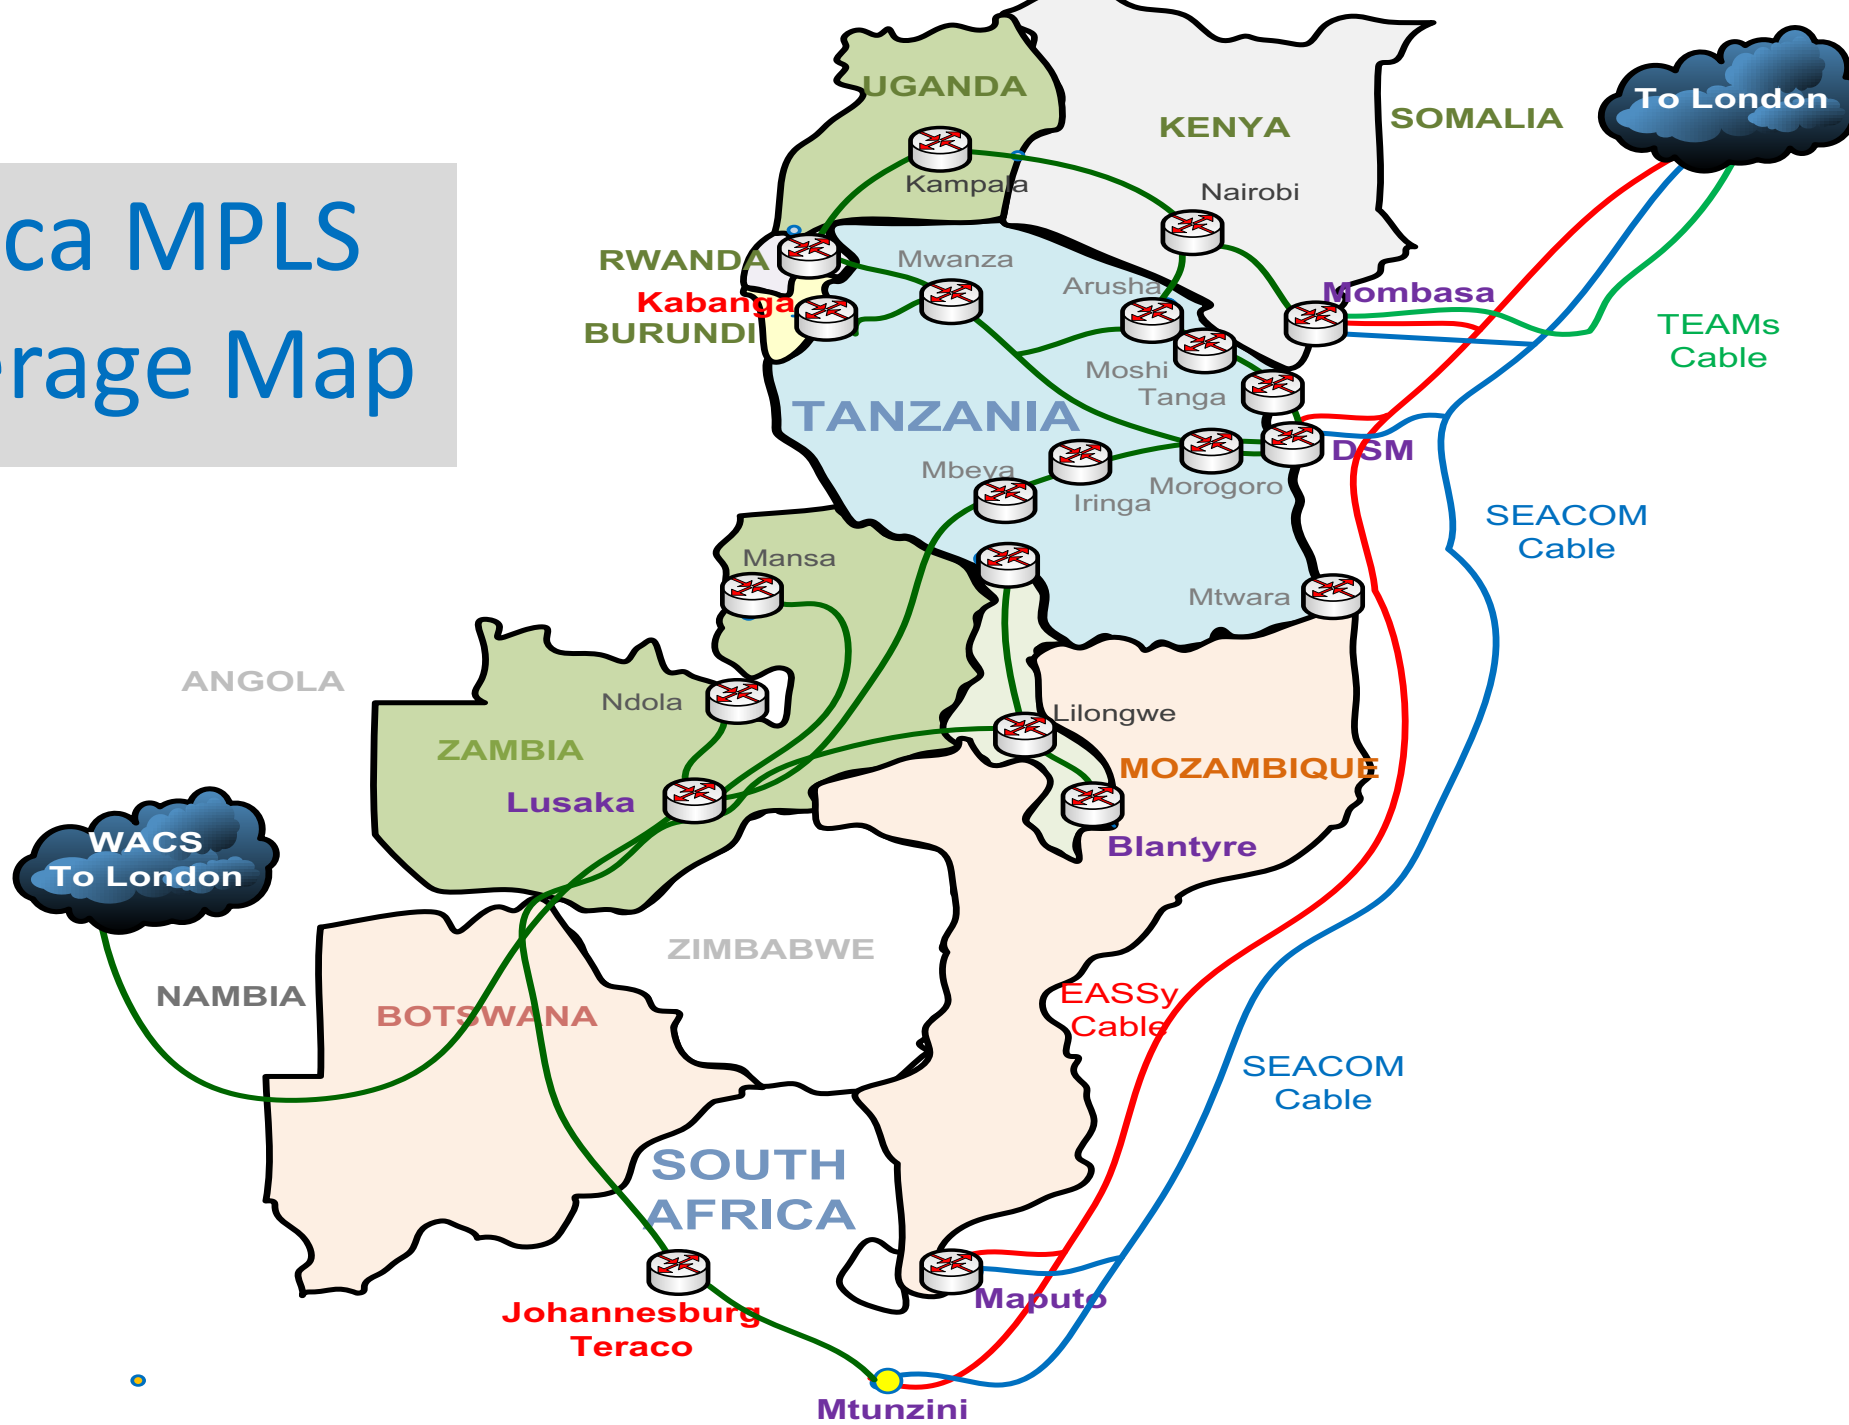 ca MPLS
erage Map
UGANDA
KENYA
SOMALIA
To London
Kampala
Nairobi
RWANDA
Mwanza
Arusha
Kabanga
Mombasa
BURUNDI
TEAMs
Cable
Moshi
Tanga
TANZANIA
DSM
Mbeya
Iringa
Morogoro
SEACOM
Cable
Mansa
Mtwara
ANGOLA
Ndola
Lilongwe
ZAMBIA
MOZAMBIQUE
Lusaka
Blantyre
WACS
To London
ZIMBABWE
NAMBIA
BOTSWANA
EASSy
Cable
SEACOM
Cable
SOUTH
AFRICA
Maputo
Johannesburg
Teraco
Mtunzini